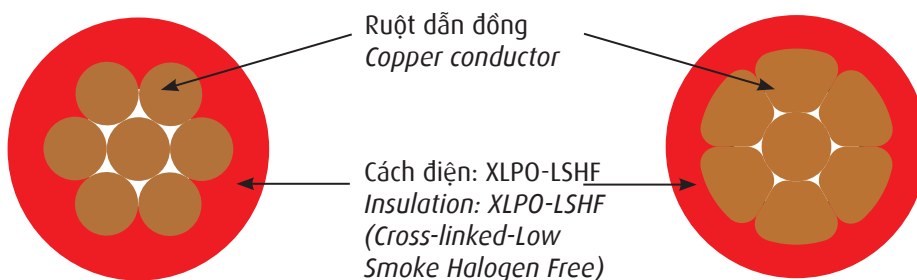 Ruột dẫn đồng
Copper conductor
Cách điện: XLPO-LSHF
Insulation: XLPO-LSHF
(Cross-linked-Low
Smoke Halogen Free)